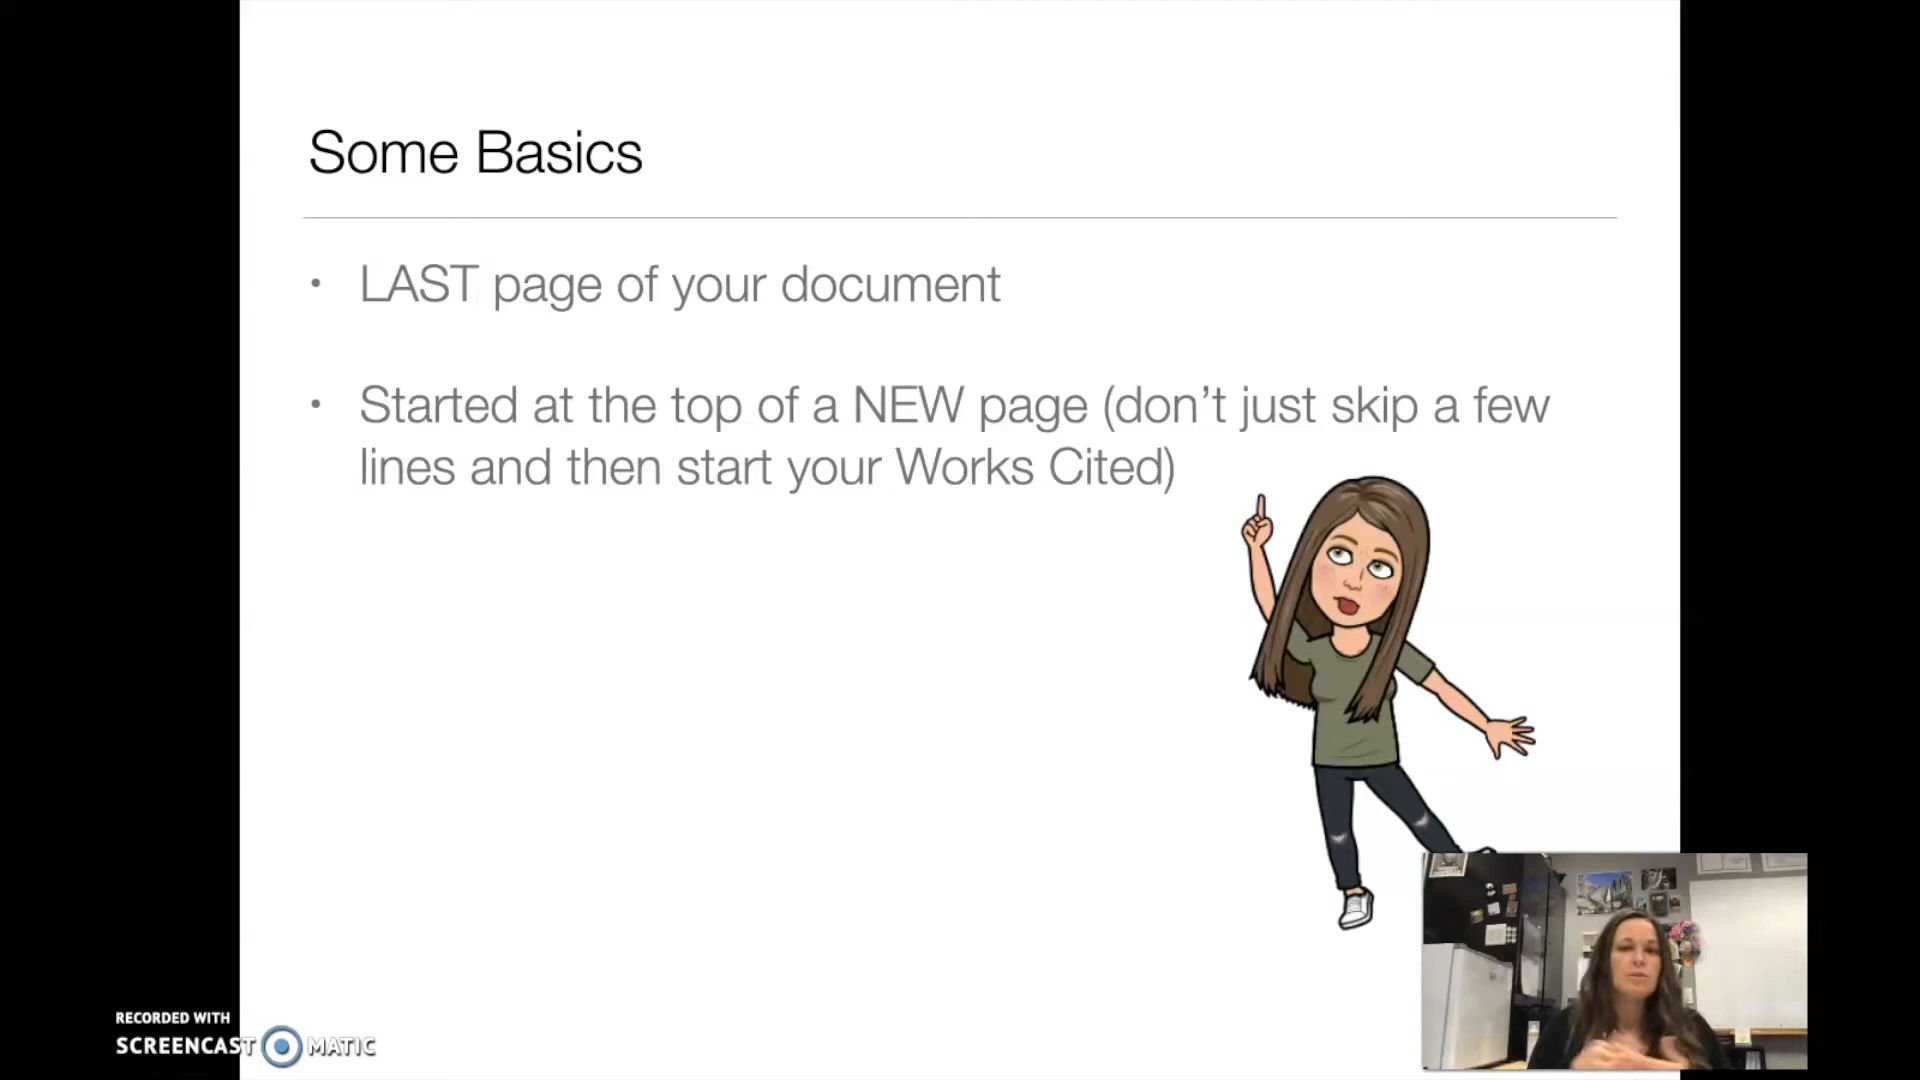 Some Basics
• LAST page of your document
• Started at the top of a NEW page (don’t just skip a few
lines and then start your Works Cited)
RECORDED WITH
SCREENCAST MATIC